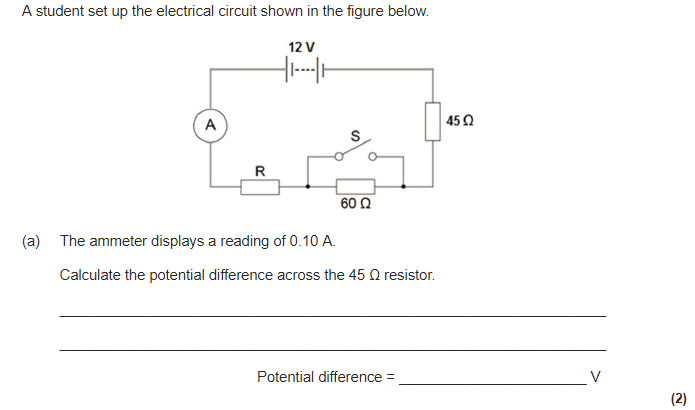 A student set up the electrical circuit shown in the figure below.
12 V
A
45 Ω
S
R
60 Ω
(a) The ammeter displays a reading of 0.10 A.
Calculate the potential difference across the 45 Ω resistor.
Potential difference = ________________________ V
(2)